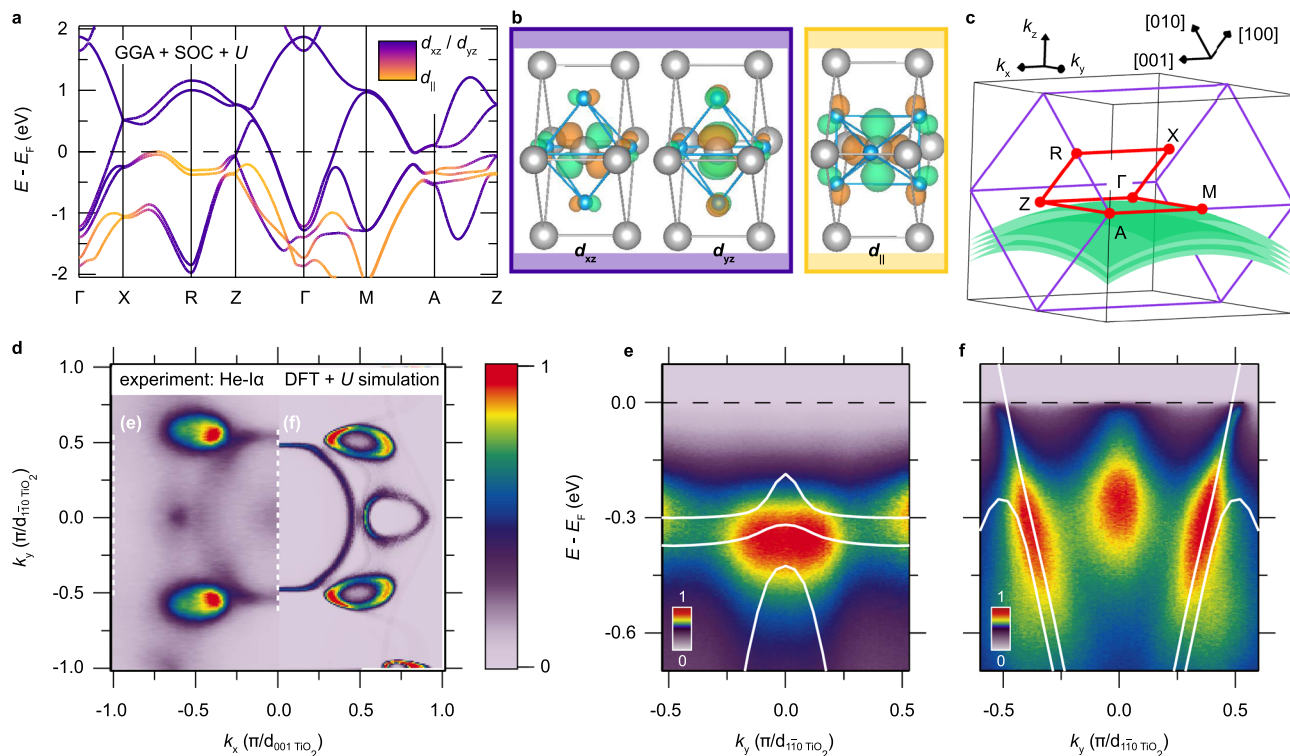 a
2
1
0
-1
-2
E - E_F (eV)
GGA + SOC + U
d_xz / d_yz
d_||
Γ X R Z Γ M A Z
b
d_xz d_yz d_||
c
k_z
k_x
k_y
[010]
[100]
[001]
R
X
Γ
Z
M
A
d
experiment: He-Iα DFT + U simulation
(e) (f)
1.0
0.5
0.0
-0.5
-1.0
k_y (π/d_1̅10 TiO₂)
-1.0 -0.5 0.0 0.5 1.0
k_x (π/d_001 TiO₂)
1
0
e
0.0
-0.3
-0.6
E - E_F (eV)
1
0
-0.5 0.0 0.5
k_y (π/d_11̅0 TiO₂)
f
1
0
-0.5 0.0 0.5
k_y (π/d_11̅0 TiO₂)